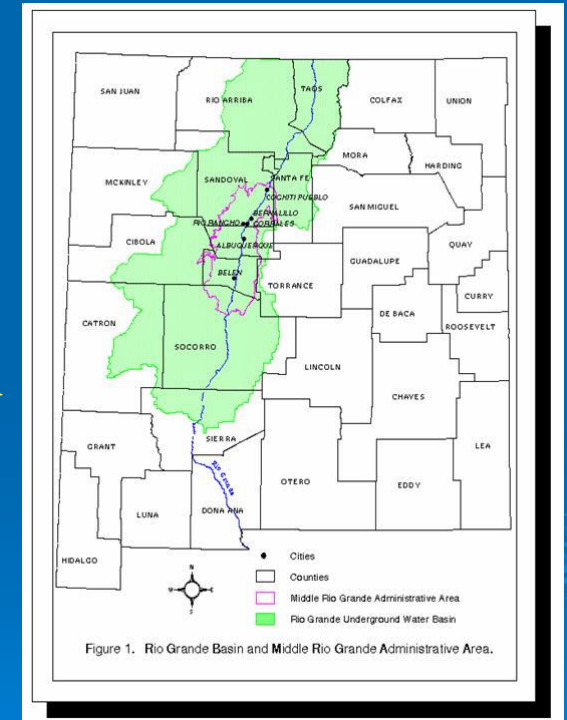 SAN JUAN
RIO ARRIBA
TAOS
COLFAX
UNION
MORA
HARDING
MCKINLEY
SANDOVAL
SANTA FE
COCHITI PUEBLO
SAN MIGUEL
BERNALILLO
RIO RANCHO
CORRALES
CIBOLA
ALBUQUERQUE
QUAY
GUADALUPE
BELEN
TORRANCE
CURRY
CATRON
DE BACA
ROOSEVELT
SOCORRO
LINCOLN
CHAVES
GRANT
SIERRA
LEA
RIO GRANDE
OTERO
EDDY
LUNA
DONA ANA
HIDALGO
N
W E
S
Cities
Counties
Middle Rio Grande Administrative Area
Rio Grande Underground Water Basin
Figure 1. Rio Grande Basin and Middle Rio Grande Administrative Area.